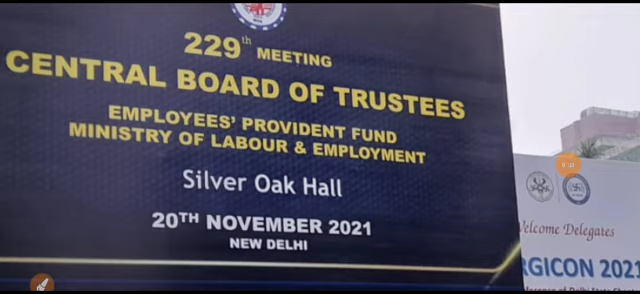 229th MEETING
CENTRAL BOARD OF TRUSTEES
EMPLOYEES' PROVIDENT FUND
MINISTRY OF LABOUR & EMPLOYMENT
Silver Oak Hall
20TH NOVEMBER 2021
NEW DELHI
Welcome Delegates
RGICON 2021